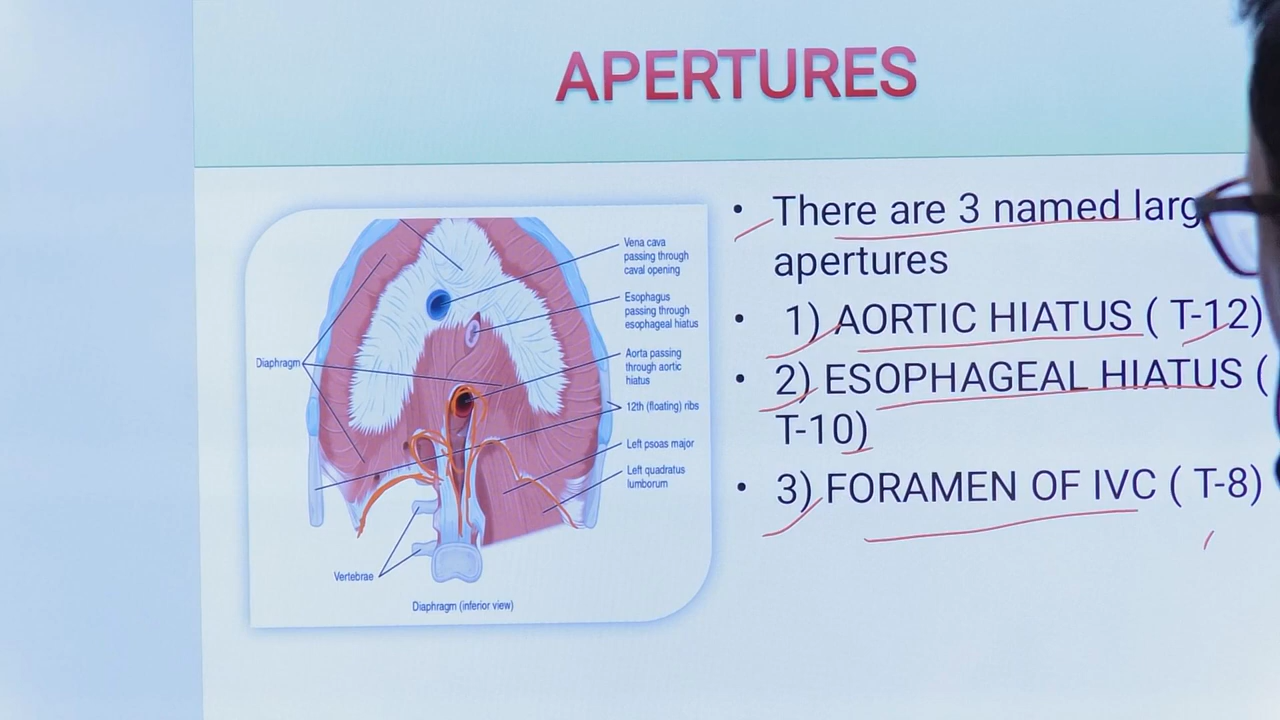 APERTURES
• There are 3 named larg
apertures
• 1) AORTIC HIATUS ( T-12)
• 2) ESOPHAGEAL HIATUS (
T-10)
• 3) FORAMEN OF IVC ( T-8)
Vena cava
passing through
caval opening
Esophagus
passing through
esophageal hiatus
Aorta passing
through aortic
hiatus
12th (floating) ribs
Left psoas major
Left quadratus
lumborum
Diaphragm
Vertebrae
Diaphragm (inferior view)